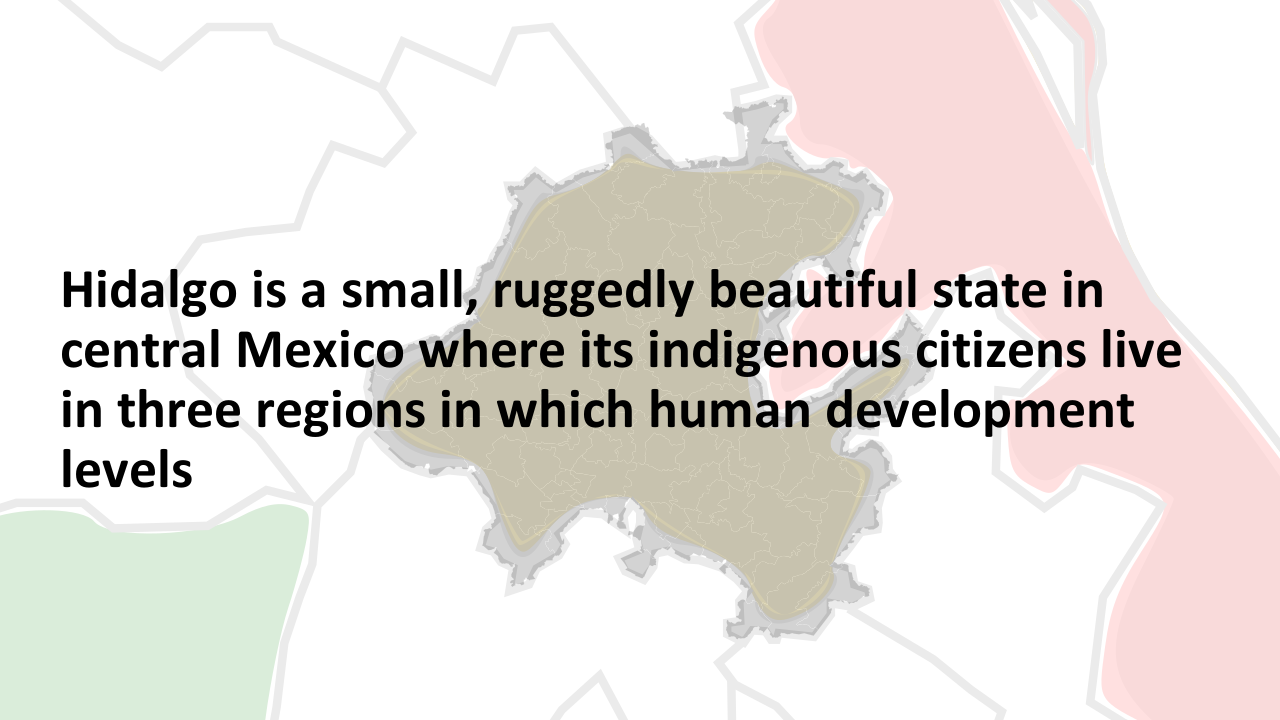 Hidalgo is a small, ruggedly beautiful state in
central Mexico where its indigenous citizens live
in three regions in which human development
levels